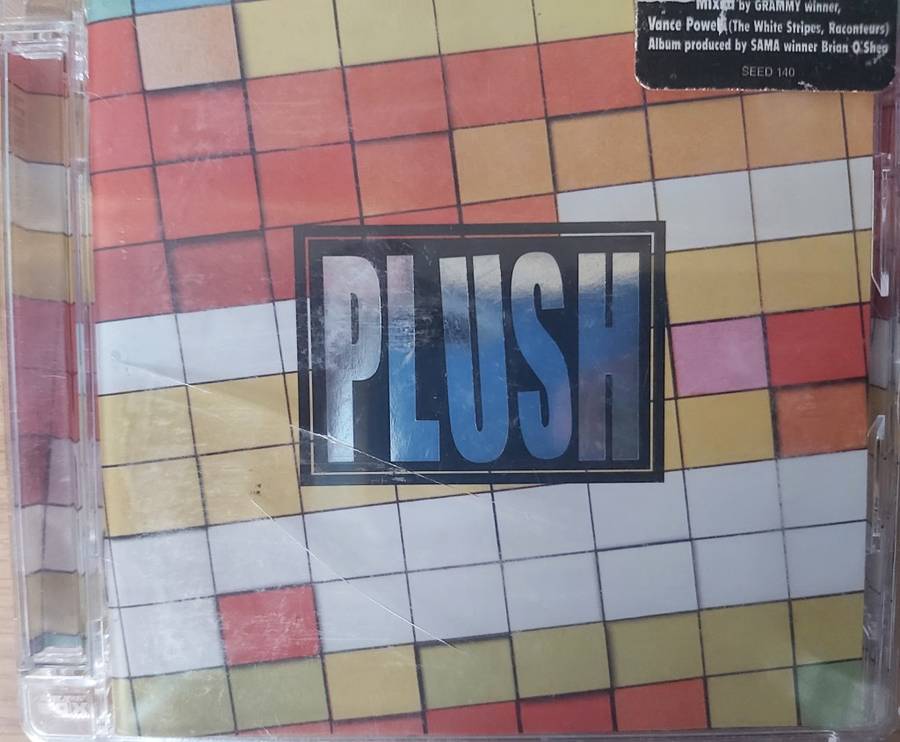 Mixed by GRAMMY winner,
Vance Powell (The White Stripes, Raconteurs)
Album produced by SAMA winner Brian O'Shea
SEED 140
PLUSH